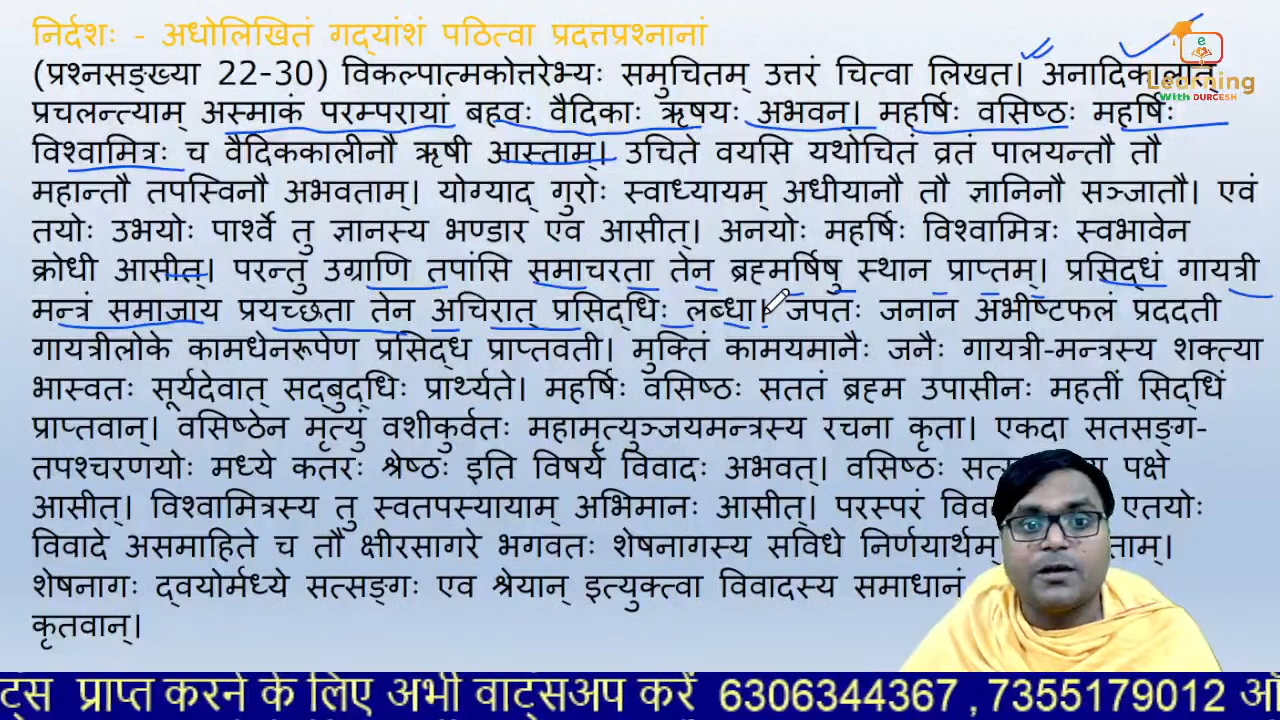 निर्दशः - अधोलिखितं गद्यांशं पठित्वा प्रदत्तप्रश्नानां
(प्रश्नसङ्ख्या 22-30) विकल्पात्मकोत्तरेभ्यः समुचितम् उत्तरं चित्वा लिखत। अनादिकालात्
प्रचलन्त्याम् अस्माकं परम्परायां बहवः वैदिकाः ऋषयः अभवन्। महर्षिः वसिष्ठः महर्षिः
विश्वामित्रः च वैदिककालीनौ ऋषी आस्ताम्। उचिते वयसि यथोचितं व्रतं पालयन्तौ तौ
महान्तौ तपस्विनौ अभवताम्। योग्याद् गुरोः स्वाध्यायम् अधीयानौ तौ ज्ञानिनौ सञ्जातौ। एवं
तयोः उभयोः पार्श्वे तु ज्ञानस्य भण्डार एव आसीत्। अनयोः महर्षिः विश्वामित्रः स्वभावेन
क्रोधी आसीत्। परन्तु उग्राणि तपांसि समाचरता तेन ब्रह्मर्षिषु स्थान प्राप्तम्। प्रसिद्धं गायत्री
मन्त्रं समाजाय प्रयच्छता तेन अचिरात् प्रसिद्धिः लब्धा। जपतः जनान अभीष्टफलं प्रददती
गायत्रीलोके कामधेनरूपेण प्रसिद्ध प्राप्तवती। मुक्तिं कामयमानैः जनैः गायत्री-मन्त्रस्य शक्त्या
भास्वतः सूर्यदेवात् सद्बुद्धिः प्रार्थ्यते। महर्षिः वसिष्ठः सततं ब्रह्म उपासीनः महतीं सिद्धिं
प्राप्तवान्। वसिष्ठेन मृत्युं वशीकुर्वतः महामृत्युञ्जयमन्त्रस्य रचना कृता। एकदा सतसङ्ग-
तपश्चरणयोः मध्ये कतरः श्रेष्ठः इति विषये विवादः अभवत्। वसिष्ठः पक्षे
आसीत्। विश्वामित्रस्य तु स्वतपस्यायाम् अभिमानः आसीत्। परस्परं एतयोः
विवादे असमाहिते च तौ क्षीरसागरे भगवतः शेषनागस्य सविधे निर्णयार्थम्
शेषनागः द्वयोर्मध्ये सत्सङ्गः एव श्रेयान् इत्युक्त्वा विवादस्य समाधानं
कृतवान्।
e
Learning
With DURGESH
प्राप्त करने के लिए अभी वाट्सअप करें 6306344367 , 7355179012